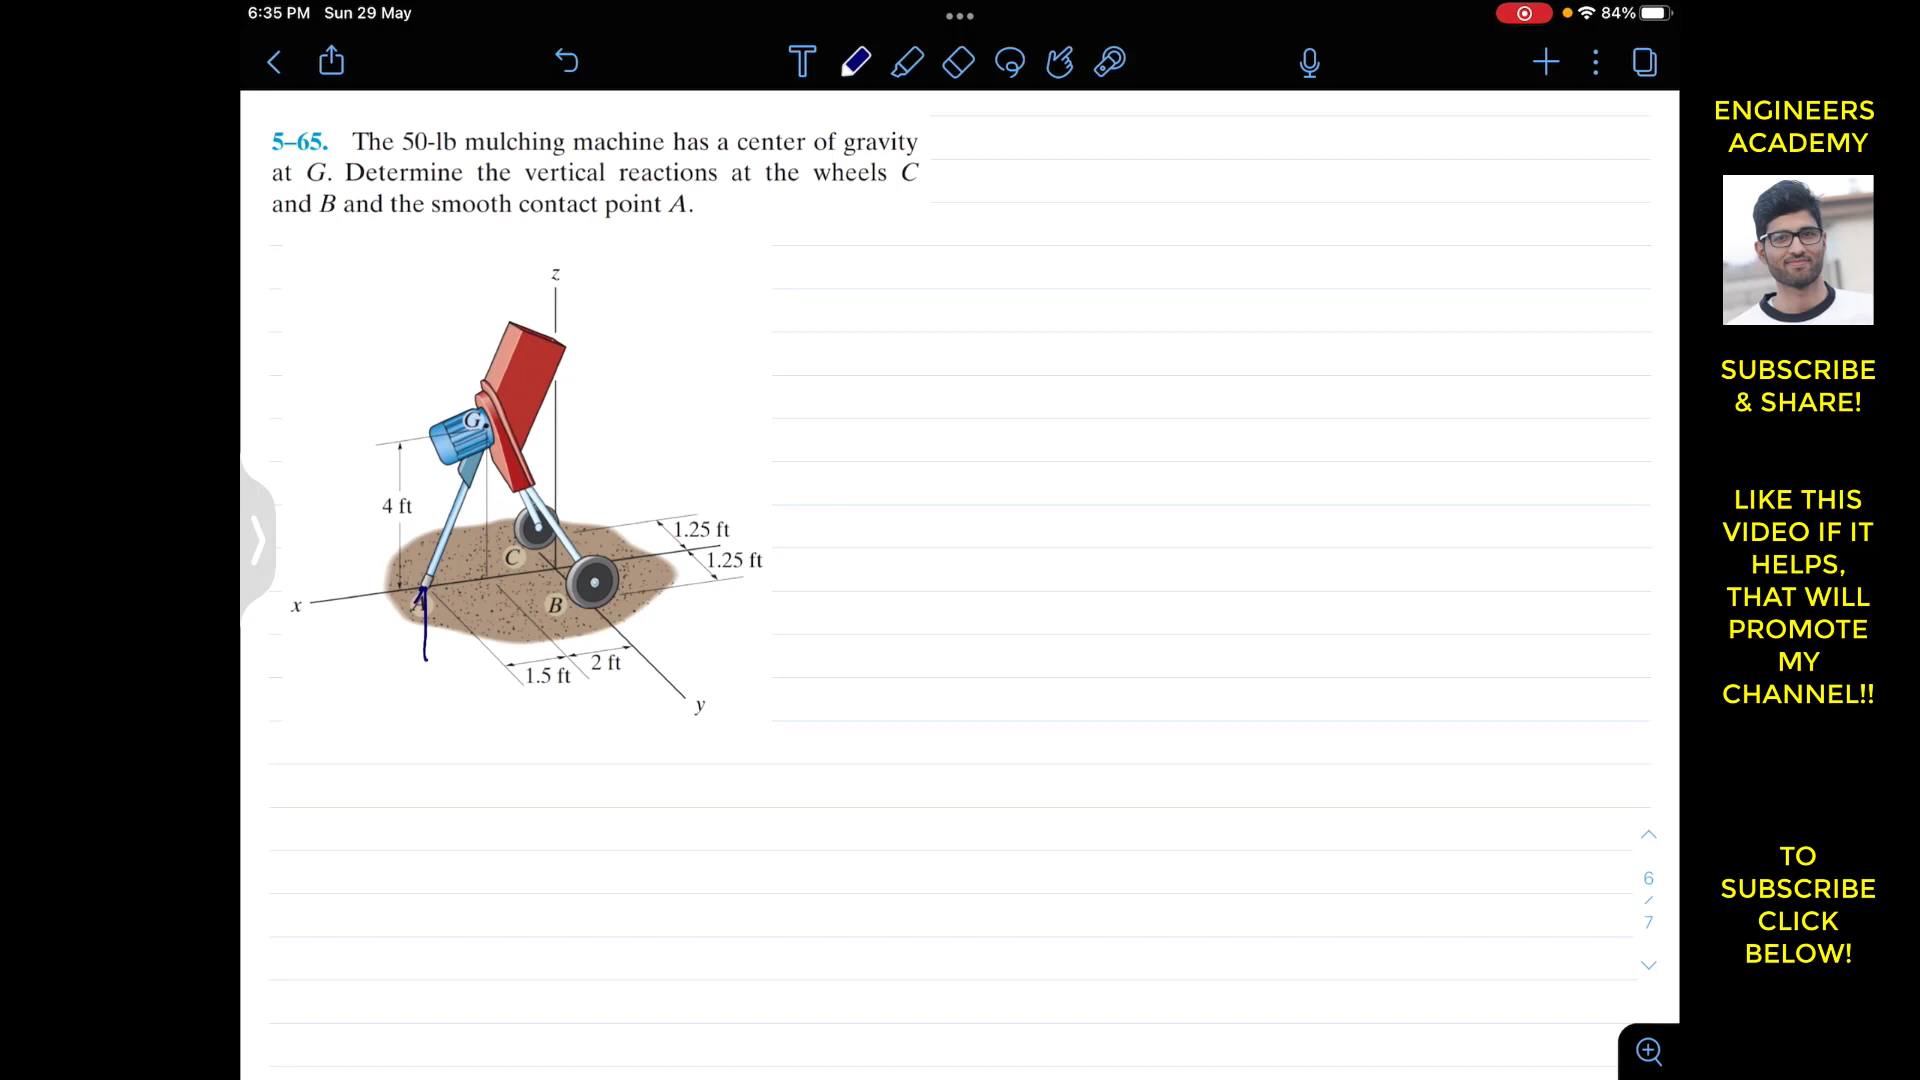 6:35 PM Sun 29 May
84%
5–65. The 50-lb mulching machine has a center of gravity
at G. Determine the vertical reactions at the wheels C
and B and the smooth contact point A.
z
G
4 ft
1.25 ft
C
1.25 ft
x
A
B
2 ft
1.5 ft
y
6
7
ENGINEERS
ACADEMY
SUBSCRIBE
& SHARE!
LIKE THIS
VIDEO IF IT
HELPS,
THAT WILL
PROMOTE
MY
CHANNEL!!
TO
SUBSCRIBE
CLICK
BELOW!